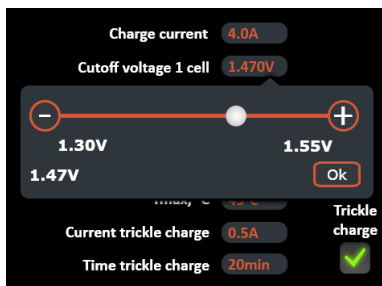 Charge current 4.0A
Cutoff voltage 1 cell 1.470V
- +
1.30V 1.55V
1.47V Ok
Trickle
charge
Current trickle charge 0.5A
Time trickle charge 20min